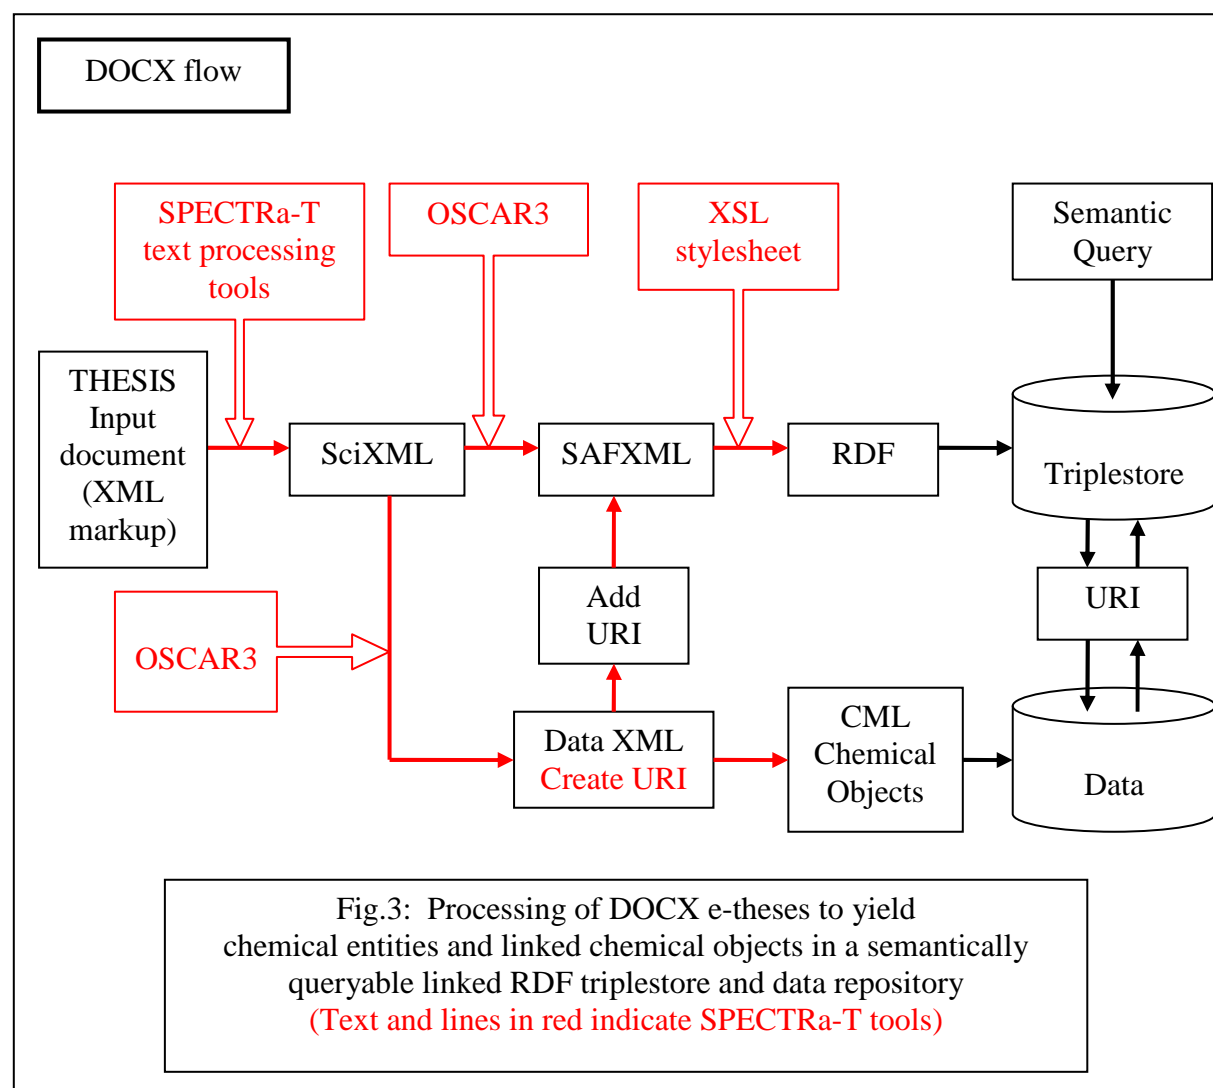 DOCX flow
SPECTRa-T
text processing
tools
OSCAR3
XSL
stylesheet
Semantic
Query
THESIS
Input
document
(XML
markup)
SciXML
SAFXML
RDF
Triplestore
Add
URI
URI
OSCAR3
Data XML
Create URI
CML
Chemical
Objects
Data
Fig.3:  Processing of DOCX e-theses to yield
chemical entities and linked chemical objects in a semantically
queryable linked RDF triplestore and data repository
(Text and lines in red indicate SPECTRa-T tools)